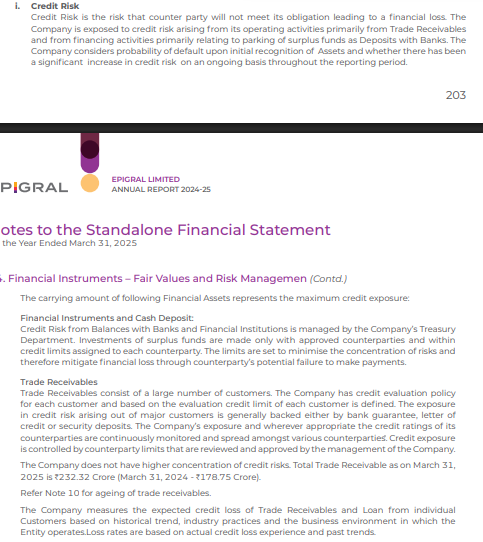 i. Credit Risk
Credit Risk is the risk that counter party will not meet its obligation leading to a financial loss. The
Company is exposed to credit risk arising from its operating activities primarily from Trade Receivables
and from financing activities primarily relating to parking of surplus funds as Deposits with Banks. The
Company considers probability of default upon initial recognition of Assets and whether there has been
a significant increase in credit risk on an ongoing basis throughout the reporting period.
203
PIGRAL
EPIGRAL LIMITED
ANNUAL REPORT 2024-25
otes to the Standalone Financial Statement
the Year Ended March 31, 2025
. Financial Instruments – Fair Values and Risk Managemen (Contd.)
The carrying amount of following Financial Assets represents the maximum credit exposure:
Financial Instruments and Cash Deposit:
Credit Risk from Balances with Banks and Financial Institutions is managed by the Company's Treasury
Department. Investments of surplus funds are made only with approved counterparties and within
credit limits assigned to each counterparty. The limits are set to minimise the concentration of risks and
therefore mitigate financial loss through counterparty's potential failure to make payments.
Trade Receivables
Trade Receivables consist of a large number of customers. The Company has credit evaluation policy
for each customer and based on the evaluation credit limit of each customer is defined. The exposure
in credit risk arising out of major customers is generally backed either by bank guarantee, letter of
credit or security deposits. The Company's exposure and wherever appropriate the credit ratings of its
counterparties are continuously monitored and spread amongst various counterparties. Credit exposure
is controlled by counterparty limits that are reviewed and approved by the management of the Company.
The Company does not have higher concentration of credit risks. Total Trade Receivable as on March 31,
2025 is ₹232.32 Crore (March 31, 2024 - ₹178.75 Crore).
Refer Note 10 for ageing of trade receivables.
The Company measures the expected credit loss of Trade Receivables and Loan from individual
Customers based on historical trend, industry practices and the business environment in which the
Entity operates.Loss rates are based on actual credit loss experience and past trends.